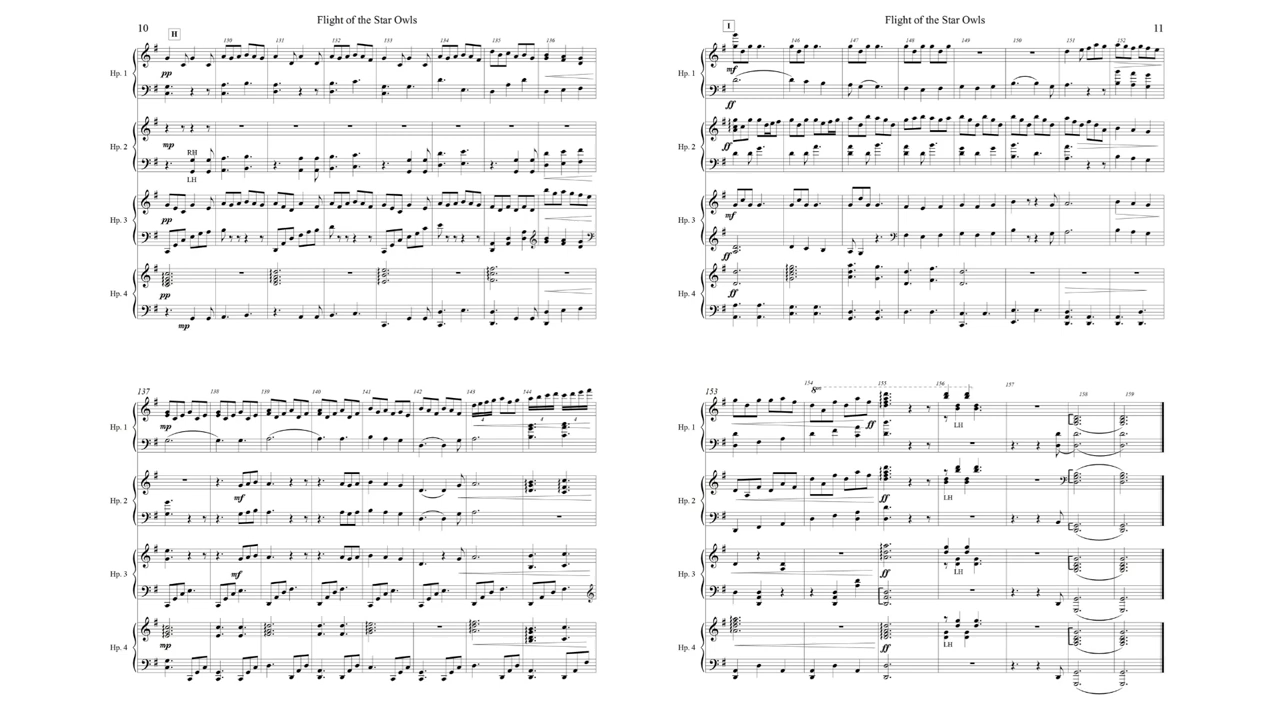 Flight of the Star Owls
10
H
130 131 132 133 134 135 136
Hp. 1
pp
Hp. 2
mp
RH
LH
Hp. 3
pp
Hp. 4
pp
mp
137 138 139 140 141 142 143 144
Hp. 1
mp
4 4 4
Hp. 2
mf
Hp. 3
mf
Hp. 4
mp
Flight of the Star Owls
11
I
146 147 148 149 150 151 152
Hp. 1
mf
ff
Hp. 2
ff
Hp. 3
mf
ff
Hp. 4
ff
153 154 155 156 157 158 159
8va
Hp. 1
ff
LH
Hp. 2
ff
LH
Hp. 3
ff
LH
Hp. 4
ff
LH